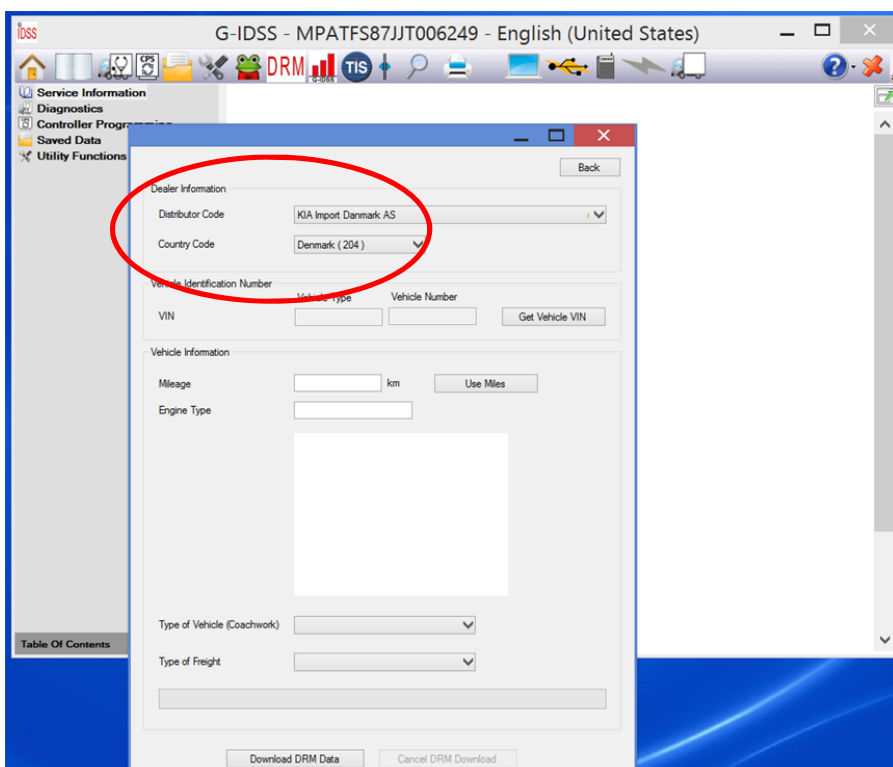 IDSS
G-IDSS - MPATFS87JJT006249 - English (United States)
CPS
DRM
G-IDSS
TIS
?
Service Information
Diagnostics
Controller Programming
Saved Data
Utility Functions
Back
Dealer Information
Distributor Code
KIA Import Danmark AS
Country Code
Denmark ( 204 )
Vehicle Identification Number
Vehicle Type
Vehicle Number
VIN
Get Vehicle VIN
Vehicle Information
Mileage
km
Use Miles
Engine Type
Type of Vehicle (Coachwork)
Table Of Contents
Type of Freight
Download DRM Data
Cancel DRM Download